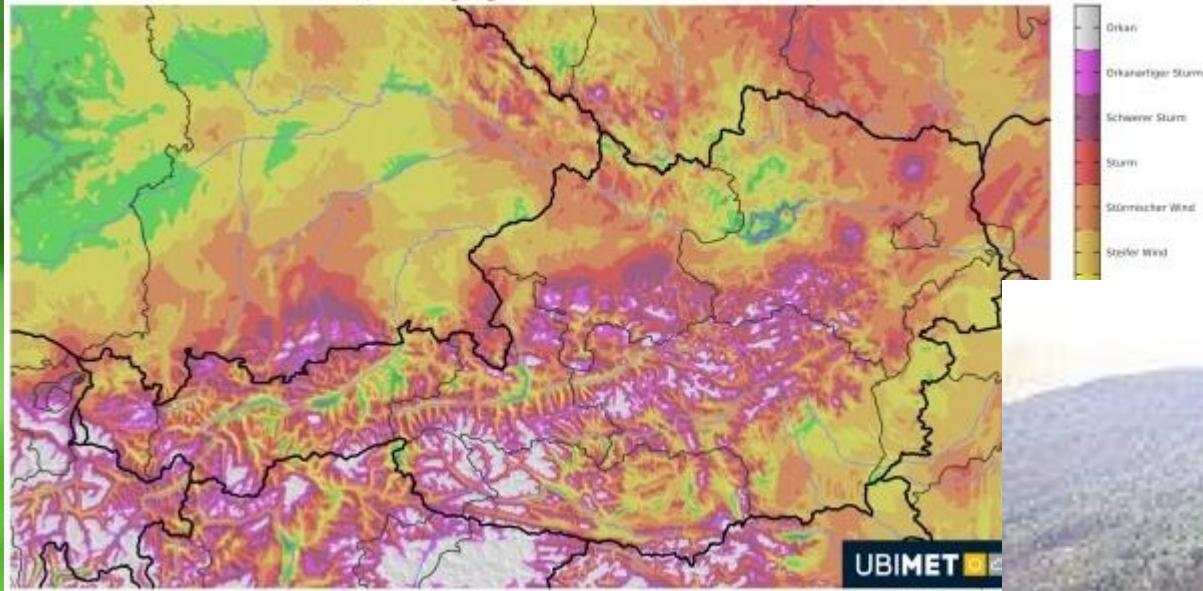 Orkan
Orkanartiger Sturm
Schwerer Sturm
Sturm
Stürmischer Wind
Steifer Wind
UBIMET